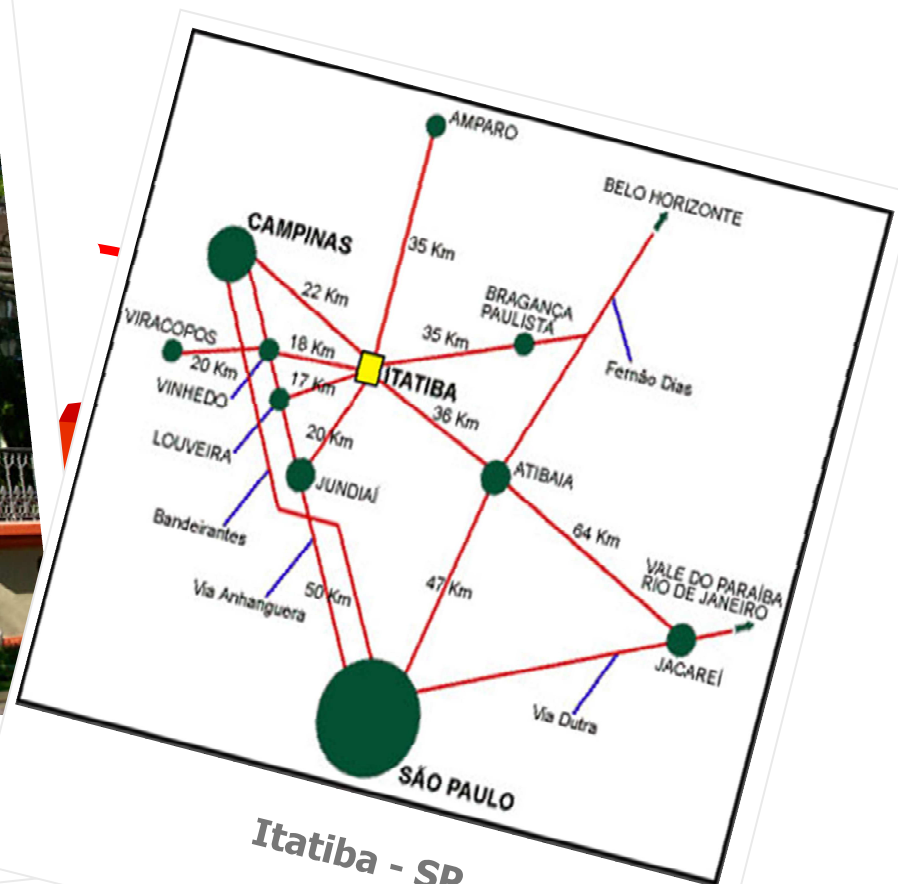 AMPARO
BELO HORIZONTE
CAMPINAS
35 Km
22 Km
BRAGANÇA
PAULISTA
VIRACOPOS
35 Km
18 Km
20 Km
17 Km
ITATIBA
Fernão Dias
VINHEDO
36 Km
LOUVEIRA
20 Km
JUNDIAÍ
ATIBAIA
Bandeirantes
64 Km
Via Anhanguera
50 Km
47 Km
VALE DO PARAÍBA
RIO DE JANEIRO
JACAREÍ
Via Dutra
SÃO PAULO
Itatiba - SP